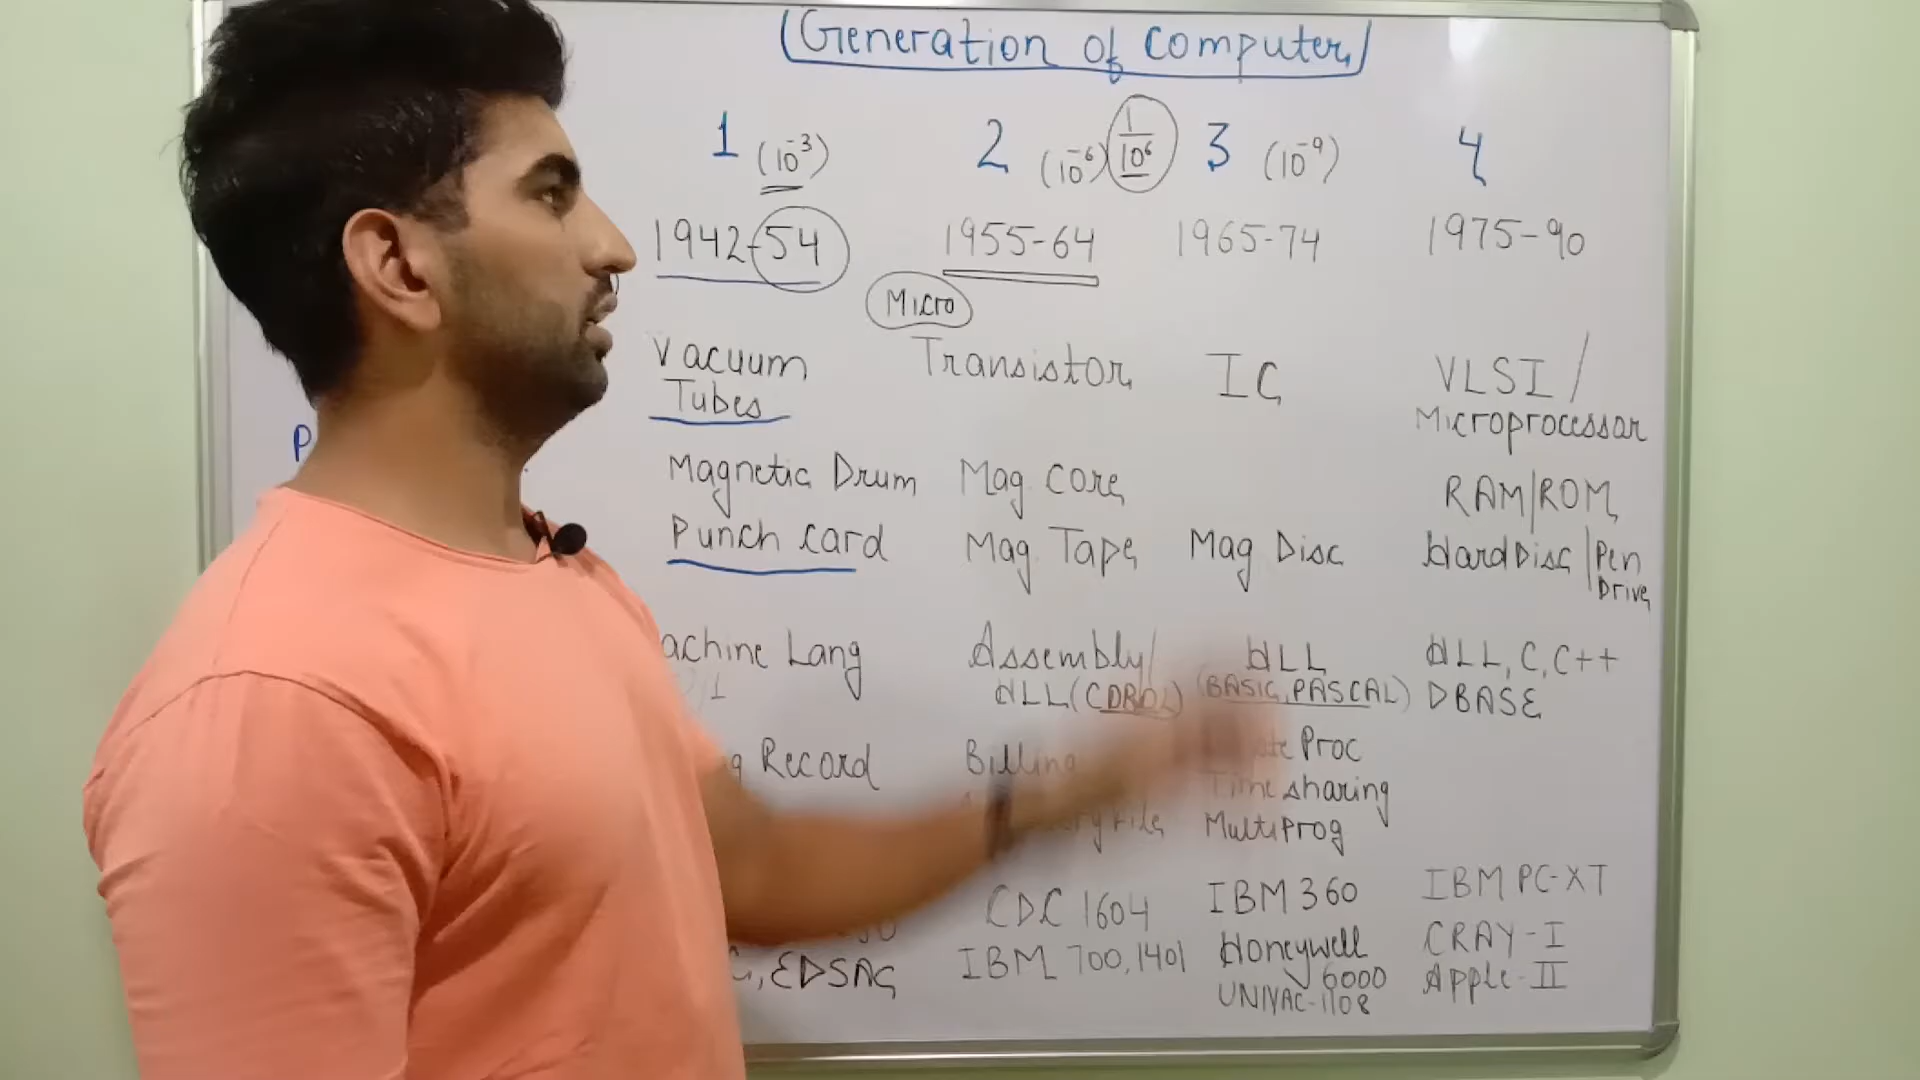 Generation of Computer
1 (10⁻³) 2 (10⁻⁶) 1/10⁶ 3 (10⁻⁹) 4
1942-54 1955-64 1965-74 1975-90
Micro
Vacuum Transistor IC VLSI /
Tubes Microprocessor
P
Magnetic Drum Mag. Core RAM/ROM
Punch card Mag. Tape Mag Disc Hard Disc / Pen
Drive
achine Lang Assembly/ HLL HLL, C, C++
/1 HLL ( (BASIC, PASCAL) DBASE
g Record Billing Proc
Time sharing
File MultiProg
CDC 1604 IBM 360 IBM PC-XT
, EDSAC IBM 700, 1401 Honeywell CRAY-I
6000 Apple-II
UNIVAC-1108